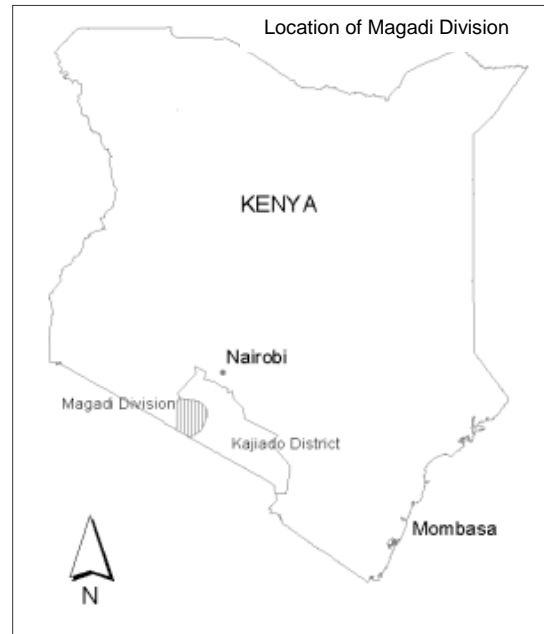 Location of Magadi Division
KENYA
Nairobi
Magadi Division
Kajiado District
Mombasa
N